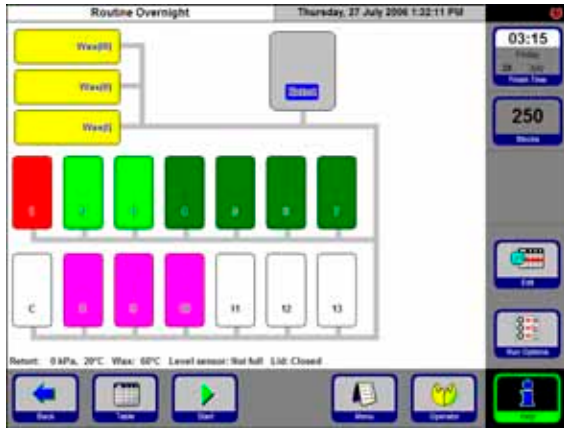 Routine Overnight
Thursday, 27 July 2006 1:32:11 PM
03:15
Friday
28 July
Finish Time
Wax(III)
Wax(II)
Wax(I)
250
Blocks
C
11
12
13
Edit
Run Options
Retort: 0 kPa, 20°C Wax: 60°C Level sensor: Not full Lid: Closed
Back
Table
Start
Menu
Operator
Help